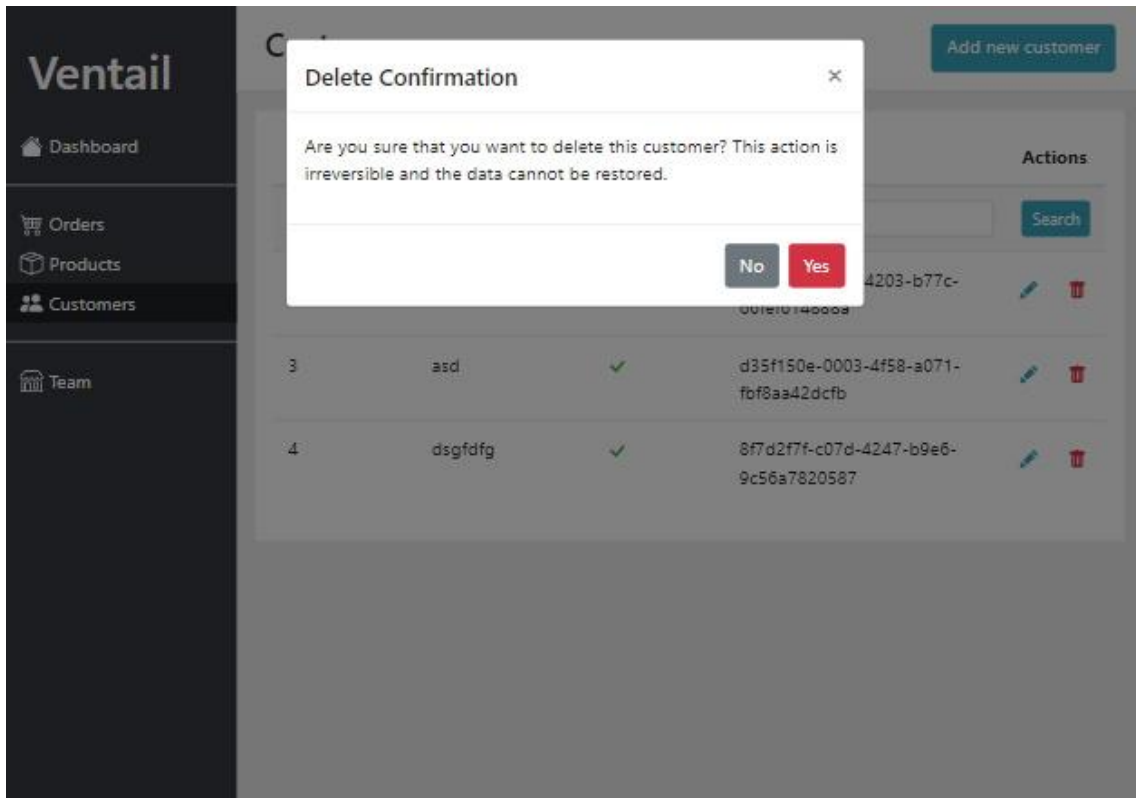 Ventail
Dashboard
Orders
Products
Customers
Team
Add new customer
Delete Confirmation
×
Are you sure that you want to delete this customer? This action is
irreversible and the data cannot be restored.
No Yes
Actions
Search
4203-b77c-
3 asd d35f150e-0003-4f58-a071-
fbf8aa42dcfb
4 dsgfdfg 8f7d2f7f-c07d-4247-b9e6-
9c56a7820587